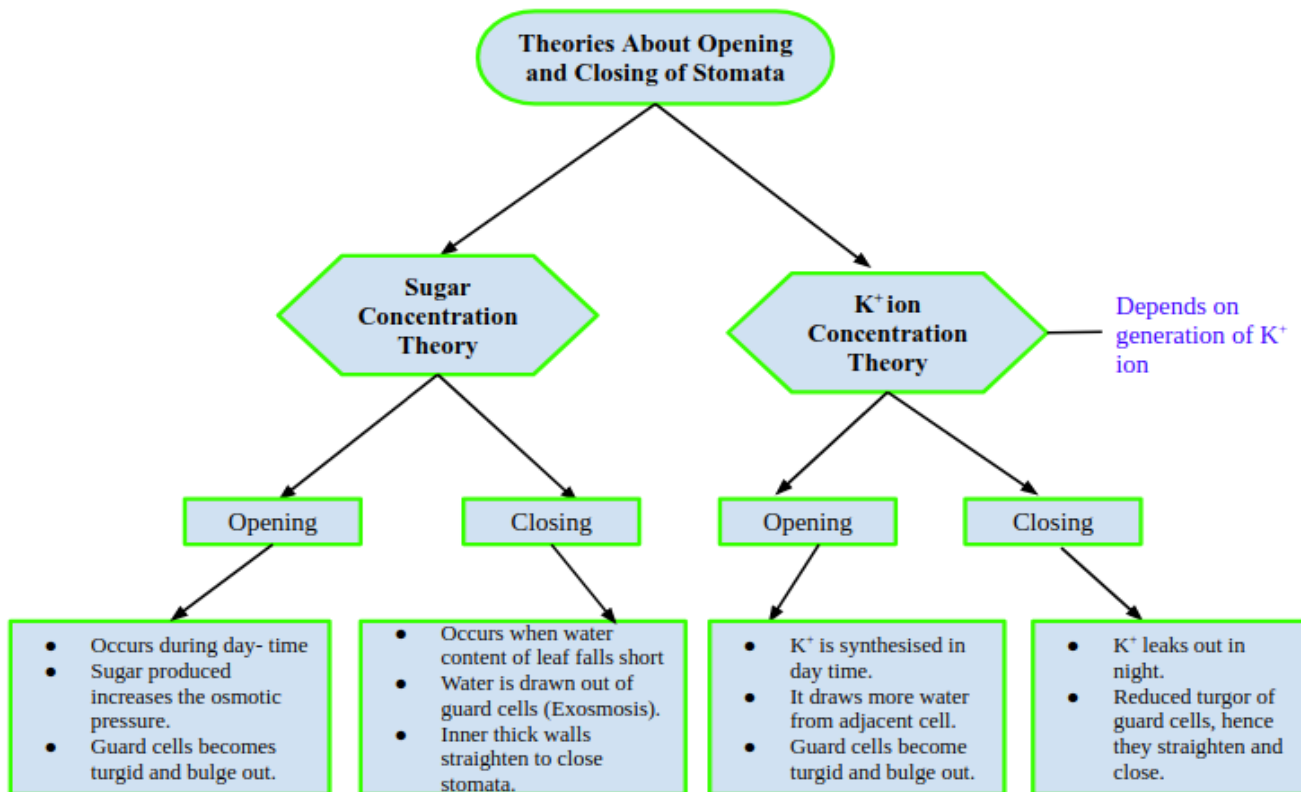 Theories About Opening
and Closing of Stomata
Sugar
Concentration
Theory
K⁺ ion
Concentration
Theory
Depends on
generation of K⁺
ion
Opening
Closing
Opening
Closing
● Occurs during day- time
● Sugar produced
increases the osmotic
pressure.
● Guard cells becomes
turgid and bulge out.
● Occurs when water
content of leaf falls short
● Water is drawn out of
guard cells (Exosmosis).
● Inner thick walls
straighten to close
stomata.
● K⁺ is synthesised in
day time.
● It draws more water
from adjacent cell.
● Guard cells become
turgid and bulge out.
● K⁺ leaks out in
night.
● Reduced turgor of
guard cells, hence
they straighten and
close.